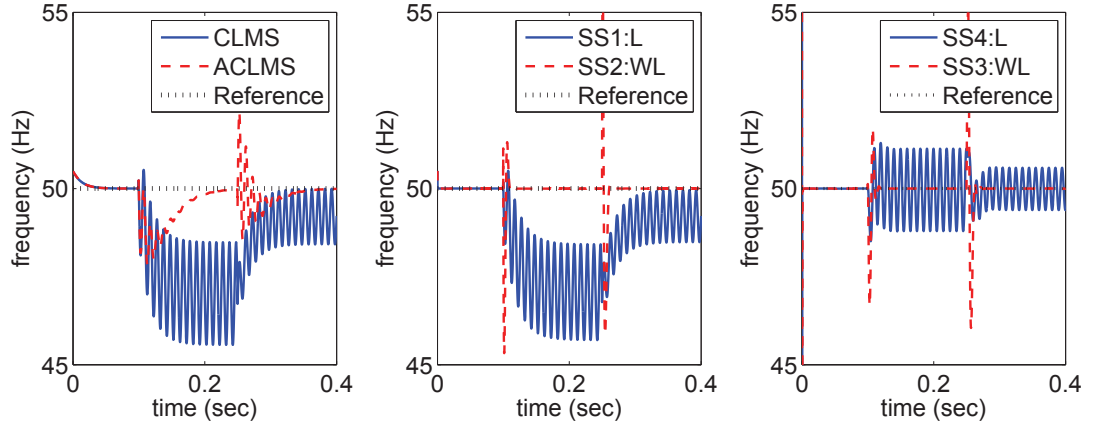 55
CLMS
ACLMS
Reference
50
45
0
0.2
0.4
time (sec)
frequency (Hz)
55
SS1:L
SS2:WL
Reference
50
45
0
0.2
0.4
time (sec)
frequency (Hz)
55
SS4:L
SS3:WL
Reference
50
45
0
0.2
0.4
time (sec)
frequency (Hz)